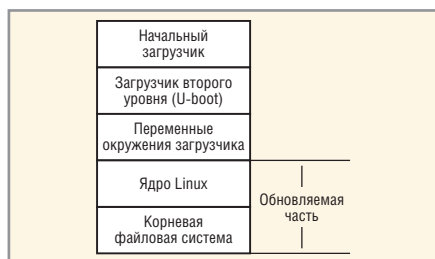 Начальный
загрузчик
Загрузчик второго
уровня (U-boot)
Переменные
окружения загрузчика
Ядро Linux
Корневая
файловая система
Обновляемая
часть